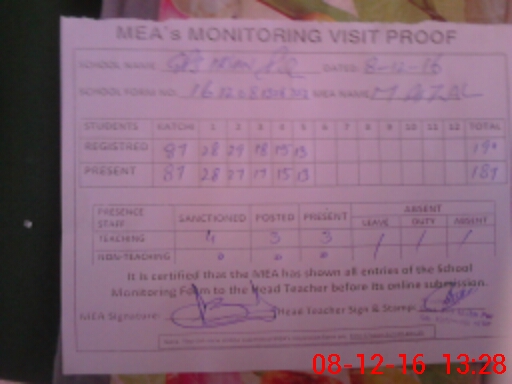 MEA's MONITORING VISIT PROOF
SCHOOL NAME DATED: 8-12-16
SCHOOL FORM NO. MEA NAME
STUDENTS KATCHI 1 2 3 4 5 6 7 8 9 10 11 12 TOTAL
REGISTRED 87 28 29 18 15 13
PRESENT 87 28 27 17 15 13 187
PRESENCE STAFF SANCTIONED POSTED PRESENT ABSENT
LEAVE DUTY ABSENT
TEACHING 4 3 3 / / /
NON-TEACHING 0 0 0
It is certified that the MEA has shown all entries of the School
Monitoring Form to the Head Teacher before its online submission.
MEA Signature: Head Teacher Sign & Stamp:
08-12-16 13:28